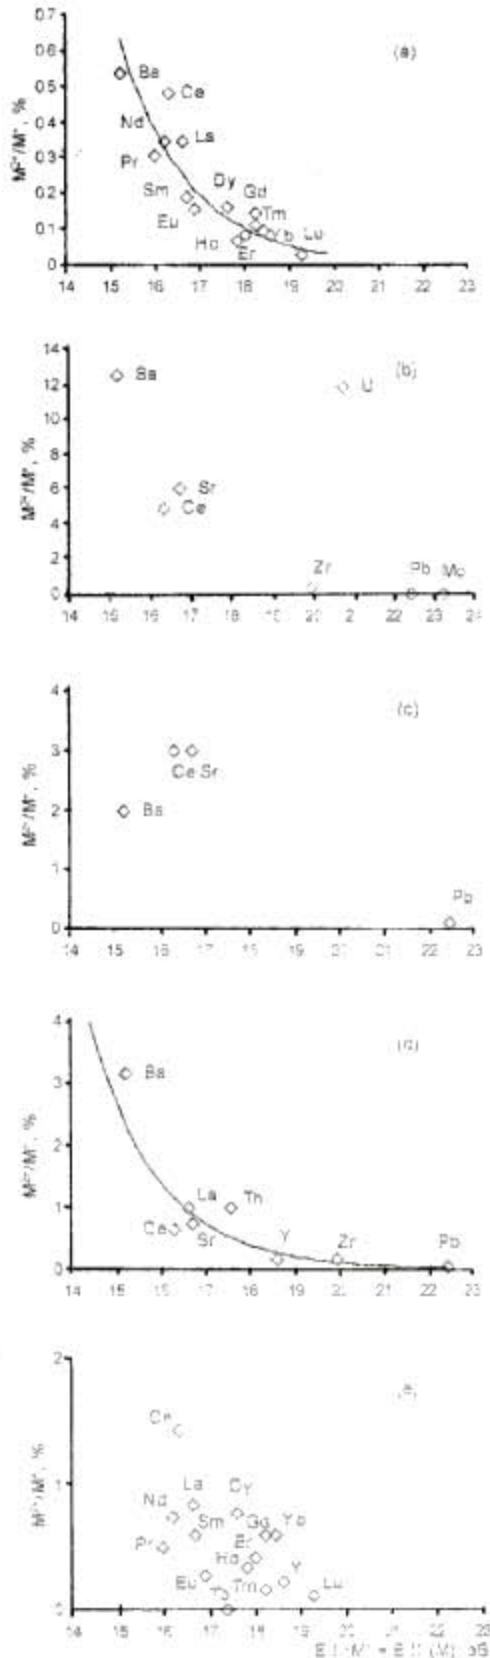 0.7
0.6
0.5
0.4
0.3
0.2
0.1
0
M²⁺/M⁺, %
(a)
Ba
Ce
Nd
La
Pr
Sm
Dy
Gd
Eu
Tm
Ho
Er
Yb
Lu
14 15 16 17 18 19 20 21 22 23
14
12
10
8
6
4
2
0
M²⁺/M⁺, %
(b)
Ba
U
Sr
Ce
Zr
Pb
Mo
14 15 16 17 18 19 20 21 22 23 24
4
3
2
1
0
M²⁺/M⁺, %
(c)
Ce Sr
Ba
Pb
14 15 16 17 18 19 20 21 22 23
4
3
2
1
0
M²⁺/M⁺, %
(d)
Ba
La
Th
Ce
Sr
Y
Zr
Pb
14 15 16 17 18 19 20 21 22 23
2
1
0
M²⁺/M⁺, %
(e)
Ce
La
Dy
Nd
Sm
Gd
Yb
Pr
Er
Ho
Eu
Tm
Y
Lu
14 15 16 17 18 19 20 21 22 23